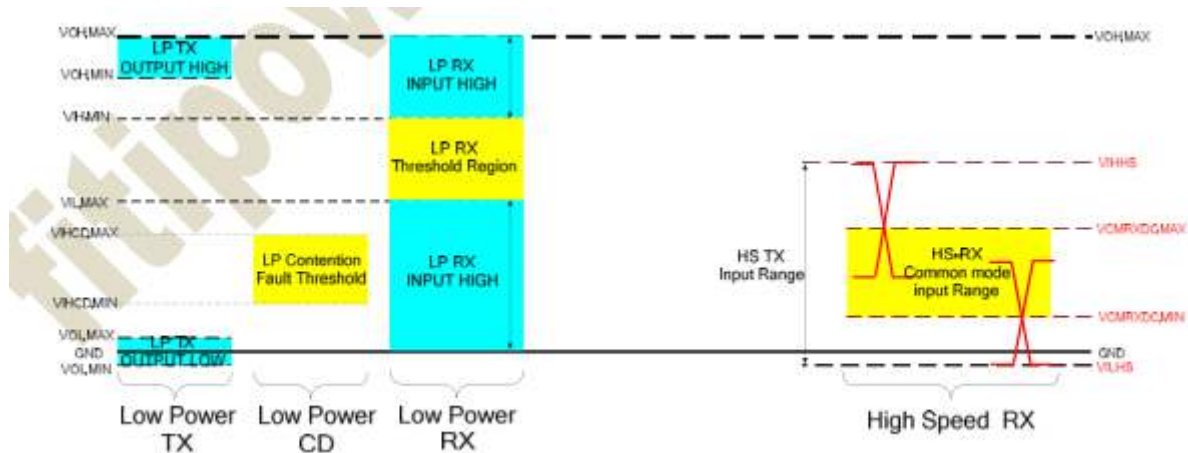 VOH,MAX
LP TX
OUTPUT HIGH
VOH,MIN
LP RX
INPUT HIGH
VOH,MAX
VIH,MIN
LP RX
Threshold Region
VIL,MAX
VIHCD,MAX
LP Contention
Fault Threshold
LP RX
INPUT HIGH
VIHCD,MIN
VOL,MAX
LP TX
OUTPUT LOW
GND
VOL,MIN
VIHHS
VCMRXDC,MAX
HS TX
Input Range
HS-RX
Common mode
input Range
VCMRXDC,MIN
GND
VILHS
Low Power
TX
Low Power
CD
Low Power
RX
High Speed RX
fitipow